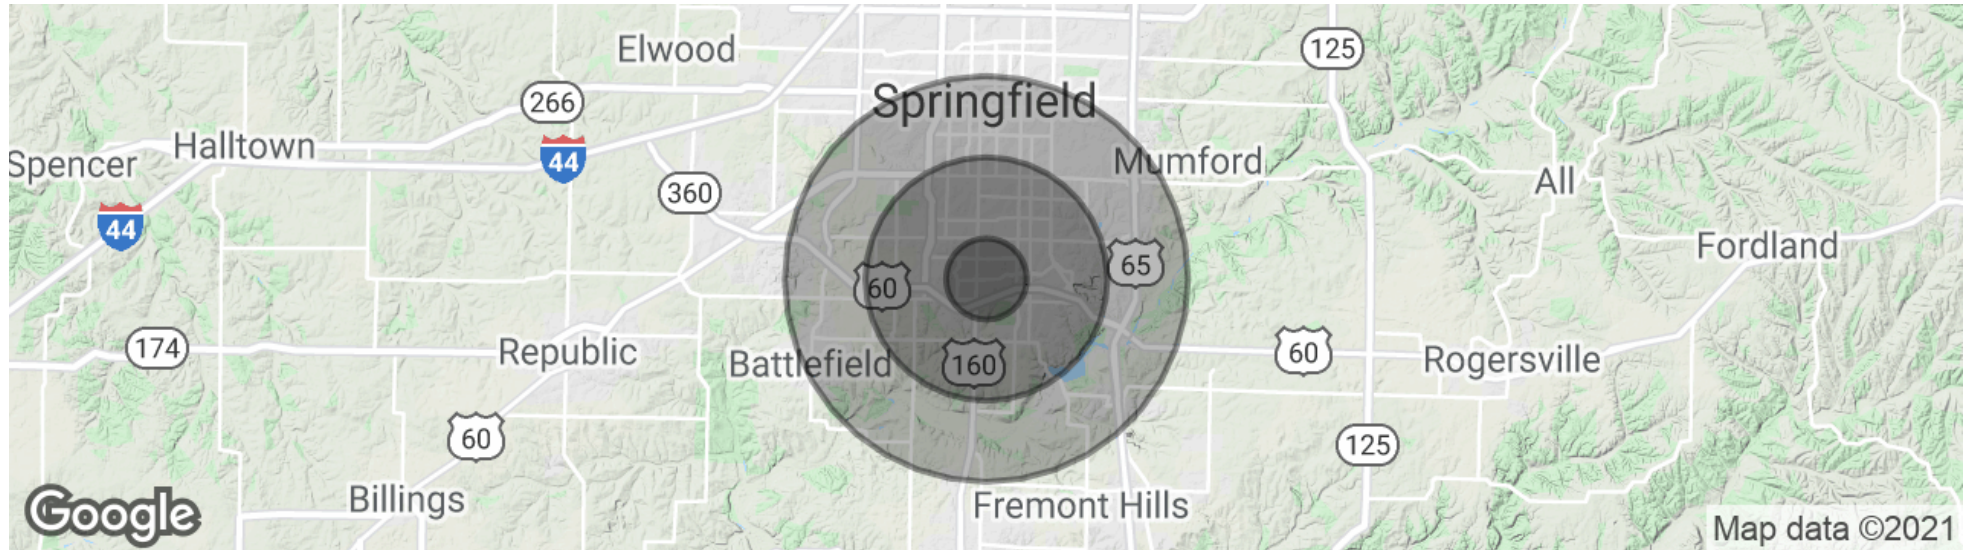 Elwood
125
266
Springfield
Spencer
Halltown
44
Mumford
360
All
44
65
Fordland
60
174
Republic
Battlefield
160
60
Rogersville
60
125
Billings
Fremont Hills
Google
Map data ©2021